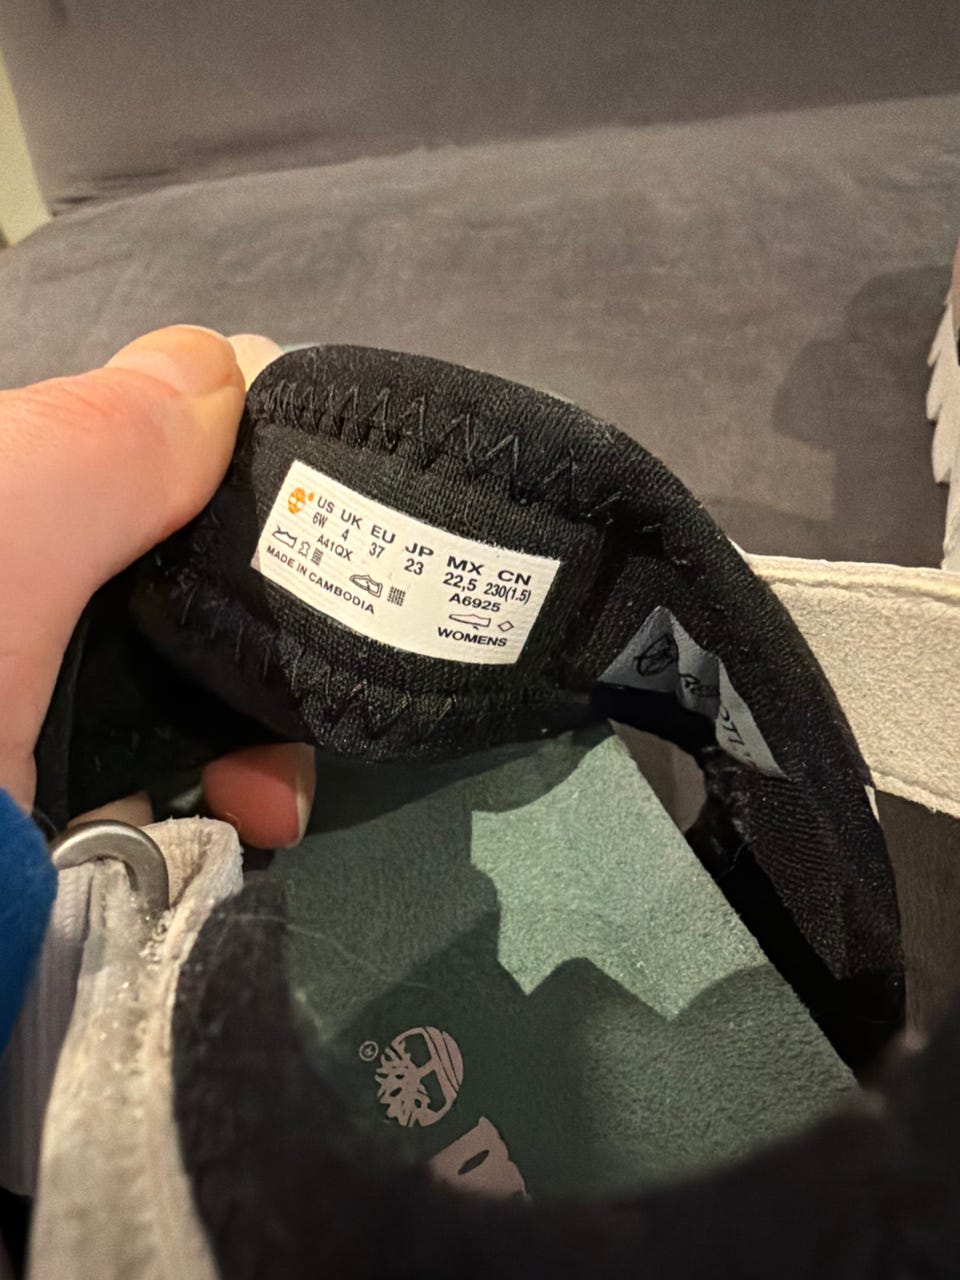 US UK EU JP MX CN
6W 4 37 23 22,5 230(1.5)
A41QX A6925
MADE IN CAMBODIA WOMENS
®